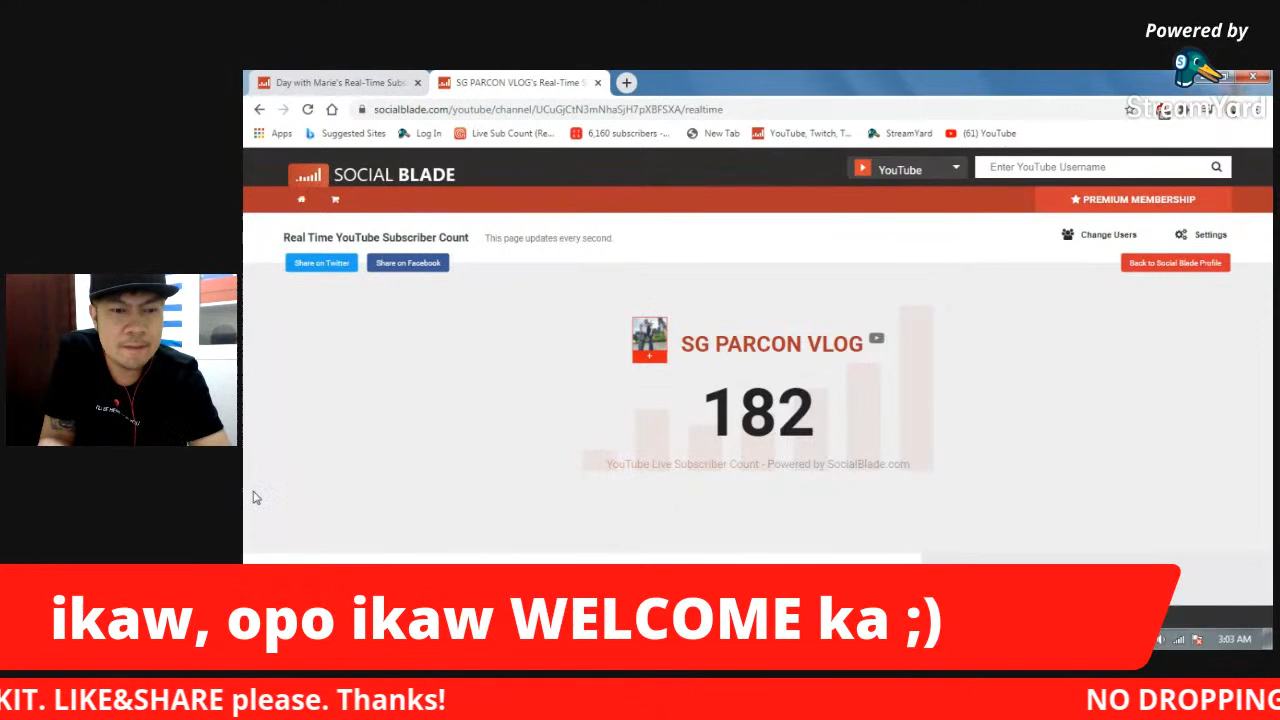 Powered by
StreamYard
Day with Marie's Real-Time Subs
SG PARCON VLOG's Real-Time S
socialblade.com/youtube/channel/UCuGjCtN3mNhaSjH7pXBFSXA/realtime
Apps Suggested Sites Log In Live Sub Count (Re... 6,160 subscribers -... New Tab YouTube, Twitch, T... StreamYard (61) YouTube
SOCIAL BLADE
YouTube
Enter YouTube Username
PREMIUM MEMBERSHIP
Real Time YouTube Subscriber Count This page updates every second.
Change Users Settings
Share on Twitter Share on Facebook
Back to Social Blade Profile
SG PARCON VLOG
182
YouTube Live Subscriber Count - Powered by SocialBlade.com
ikaw, opo ikaw WELCOME ka ;)
3:03 AM
KIT. LIKE&SHARE please. Thanks! NO DROPPING